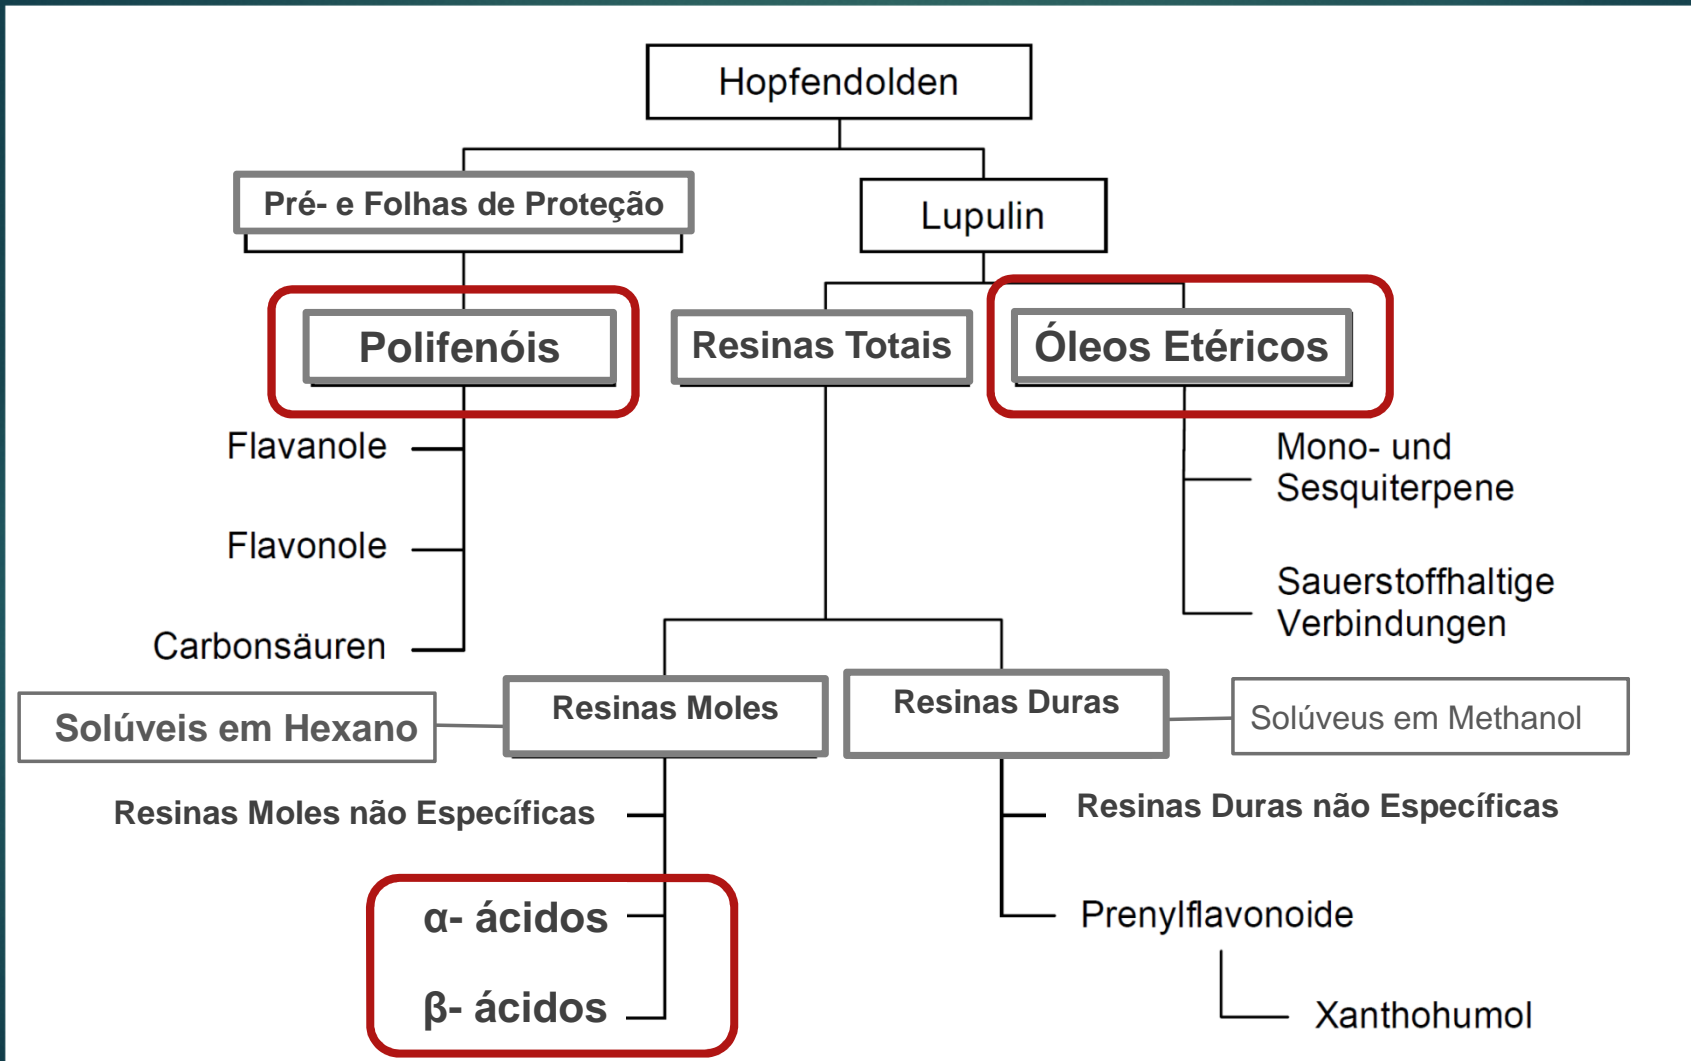 Hopfendolden
Pré- e Folhas de Proteção
Lupulin
Polifenóis
Resinas Totais
Óleos Etéricos
Flavanole
Flavonole
Carbonsäuren
Mono- und
Sesquiterpene
Sauerstoffhaltige
Verbindungen
Solúveis em Hexano
Resinas Moles
Resinas Duras
Solúveus em Methanol
Resinas Moles não Específicas
Resinas Duras não Específicas
α- ácidos
β- ácidos
Prenylflavonoide
Xanthohumol